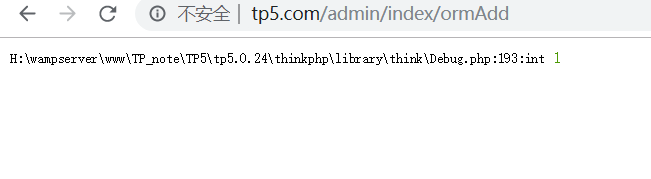 不安全 | tp5.com/admin/index/ormAdd
H:\wampserver\www\TP_note\TP5\tp5.0.24\thinkphp\library\think\Debug.php:193:int 1